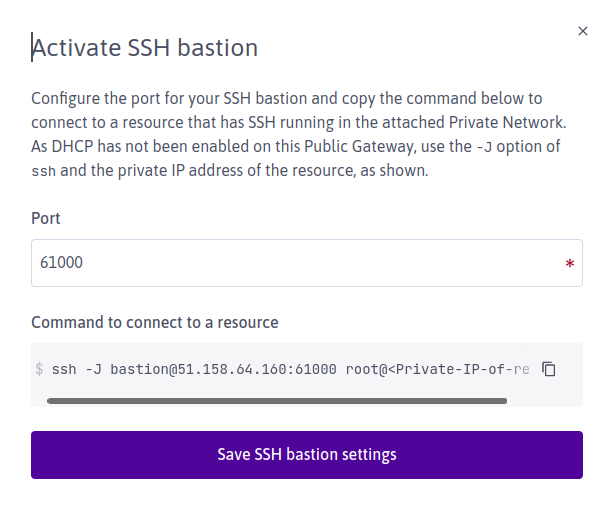 Activate SSH bastion
Configure the port for your SSH bastion and copy the command below to
connect to a resource that has SSH running in the attached Private Network.
As DHCP has not been enabled on this Public Gateway, use the -J option of
ssh and the private IP address of the resource, as shown.
Port
61000 *
Command to connect to a resource
$ ssh -J bastion@51.158.64.160:61000 root@<Private-IP-of-re
Save SSH bastion settings